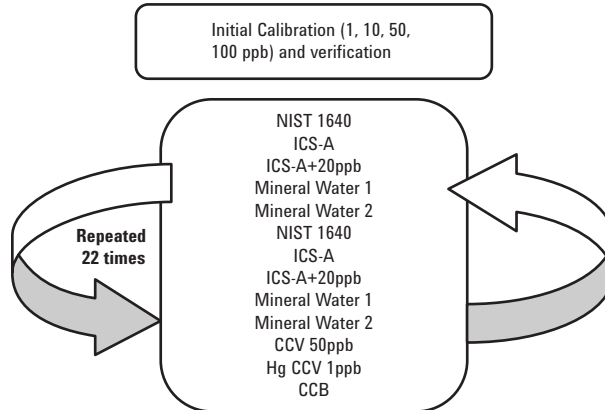 Initial Calibration (1, 10, 50,
100 ppb) and verification
NIST 1640
ICS-A
ICS-A+20ppb
Mineral Water 1
Mineral Water 2
NIST 1640
ICS-A
ICS-A+20ppb
Mineral Water 1
Mineral Water 2
CCV 50ppb
Hg CCV 1ppb
CCB
Repeated
22 times